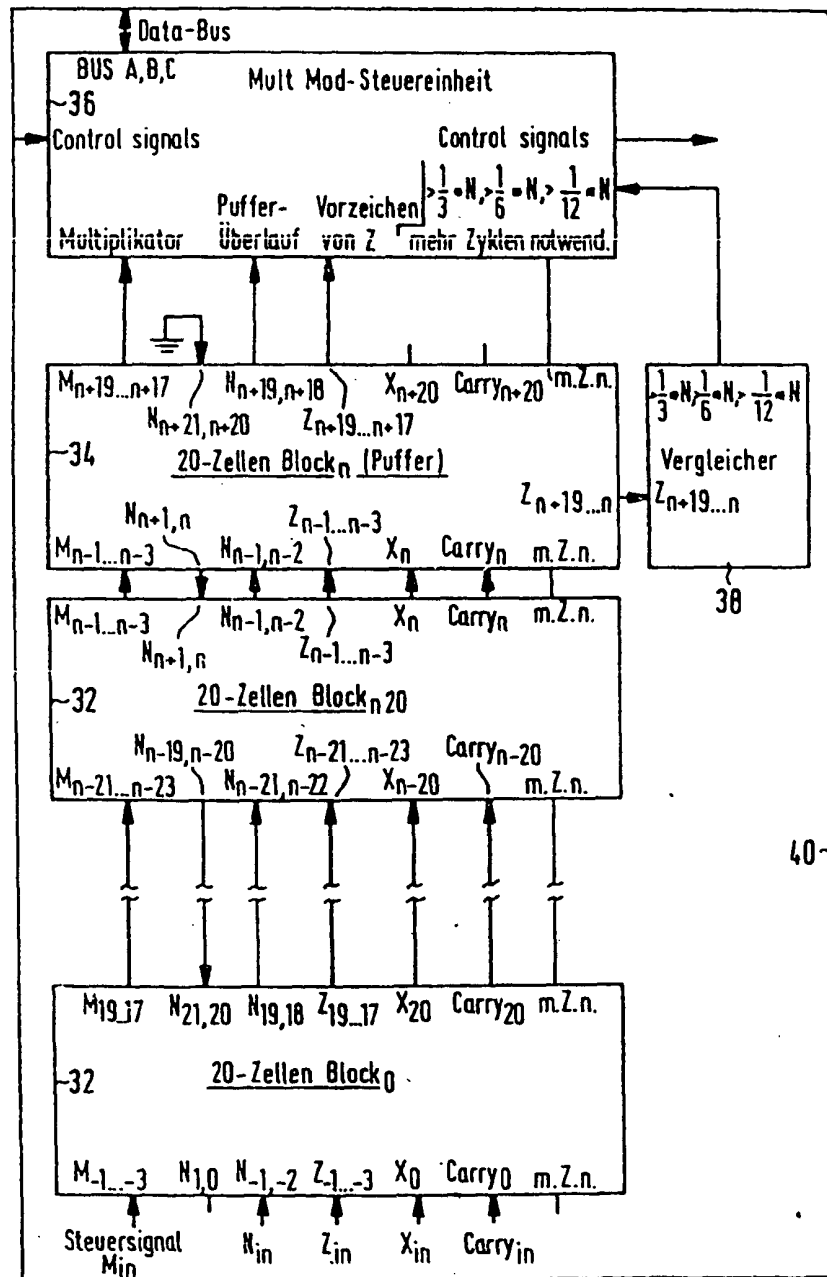 Data-Bus
BUS A,B,C
Mult Mod-Steuereinheit
36
Control signals
Control signals
>1/3*N,>1/6*N,>1/12*N
Puffer- Vorzeichen
Multiplikator Überlauf von Z mehr Zyklen notwend.
M n+19...n+17 N n+19,n+18 X n+20 Carry n+20 m.Z.n.
N n+21,n+20 Z n+19...n+17
34
20-Zellen Block n (Puffer)
Z n+19...n
>1/3*N,>1/6*N,>1/12*N
Vergleicher
Z n+19...n
38
N n+1,n Z n-1...n-3
M n-1...n-3 N n-1,n-2 X n Carry n m.Z.n.
M n-1...n-3 N n-1,n-2 X n Carry n m.Z.n.
N n+1,n Z n-1...n-3
32
20-Zellen Block n20
N n-19,n-20 Z n-21...n-23 Carry n-20
M n-21...n-23 N n-21,n-22 X n-20 m.Z.n.
40
M 19...17 N 21,20 N 19,18 Z 19...17 X 20 Carry 20 m.Z.n.
32
20-Zellen Block 0
M -1...-3 N 1,0 N -1,-2 Z -1...-3 X 0 Carry 0 m.Z.n.
Steuersignal N in Z in X in Carry in
M in